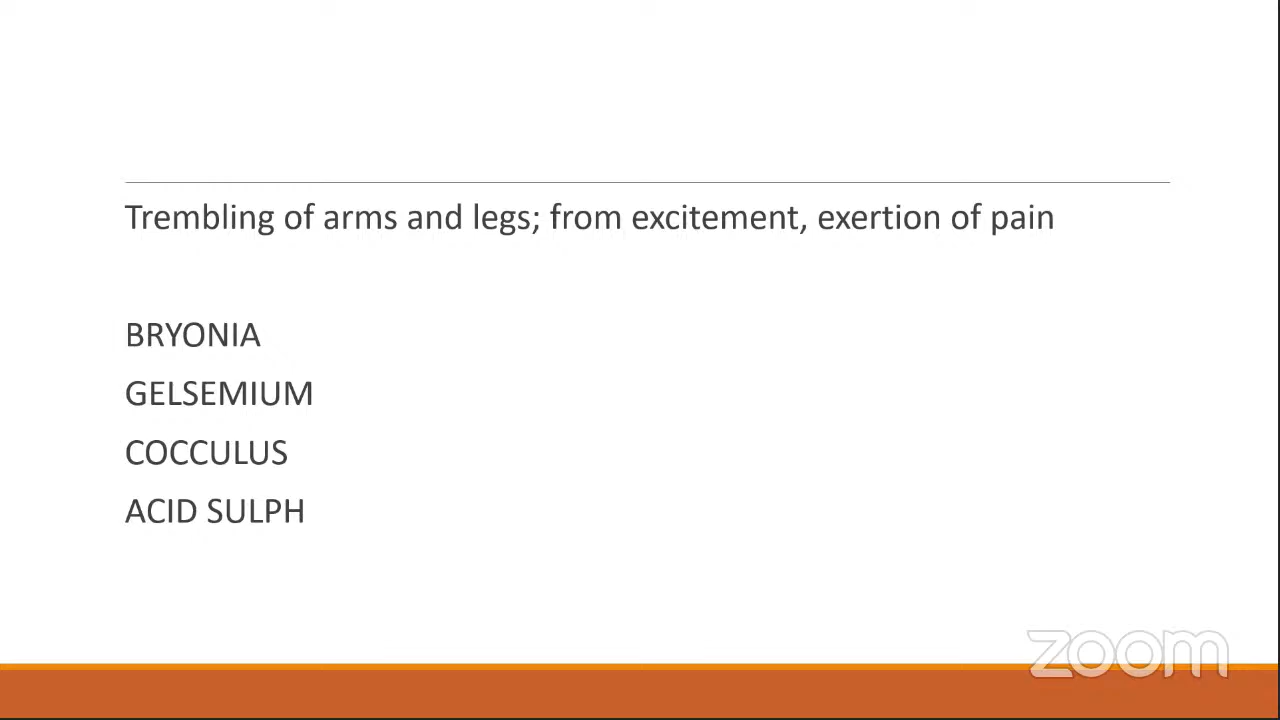 Trembling of arms and legs; from excitement, exertion of pain
BRYONIA
GELSEMIUM
COCCULUS
ACID SULPH
zoom